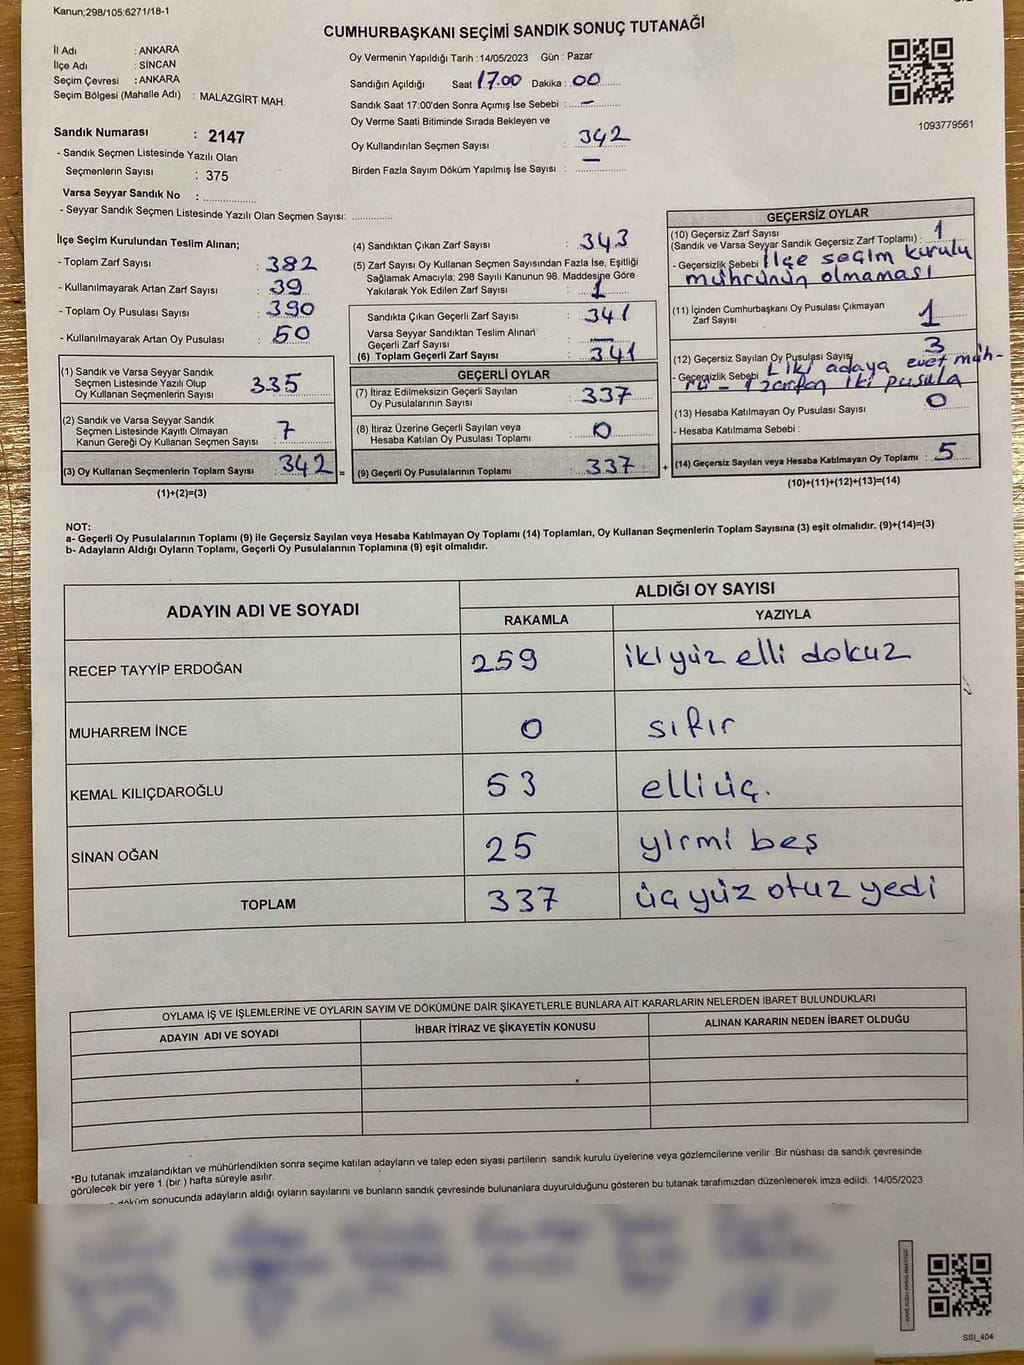 Kanun;298/105;6271/18-1
CUMHURBAŞKANI SEÇİMİ SANDIK SONUÇ TUTANAĞI
İl Adı : ANKARA
İlçe Adı : SİNCAN
Seçim Çevresi : ANKARA
Seçim Bölgesi (Mahalle Adı) : MALAZGİRT MAH.
Sandık Numarası : 2147
- Sandık Seçmen Listesinde Yazılı Olan
Seçmenlerin Sayısı : 375
Varsa Seyyar Sandık No :
- Seyyar Sandık Seçmen Listesinde Yazılı Olan Seçmen Sayısı:
Oy Vermenin Yapıldığı Tarih : 14/05/2023 Gün : Pazar
Sandığın Açıldığı Saat 17.00 Dakika : 00
Sandık Saat 17:00'den Sonra Açımış İse Sebebi : —
Oy Verme Saati Bitiminde Sırada Bekleyen ve
Oy Kullandırılan Seçmen Sayısı : 342
Birden Fazla Sayım Döküm Yapılmış İse Sayısı : —
1093779561
İlçe Seçim Kurulundan Teslim Alınan;
- Toplam Zarf Sayısı : 382
- Kullanılmayarak Artan Zarf Sayısı : 39
- Toplam Oy Pusulası Sayısı : 390
- Kullanılmayarak Artan Oy Pusulası : 50
(1) Sandık ve Varsa Seyyar Sandık
Seçmen Listesinde Yazılı Olup
Oy Kullanan Seçmenlerin Sayısı : 335
(2) Sandık ve Varsa Seyyar Sandık
Seçmen Listesinde Kayıtlı Olmayan
Kanun Gereği Oy Kullanan Seçmen Sayısı : 7
(3) Oy Kullanan Seçmenlerin Toplam Sayısı : 342 =
(1)+(2)=(3)
(4) Sandıktan Çıkan Zarf Sayısı : 343
(5) Zarf Sayısı Oy Kullanan Seçmen Sayısından Fazla İse, Eşitliği
Sağlamak Amacıyla; 298 Sayılı Kanunun 98. Maddesine Göre
Yakılarak Yok Edilen Zarf Sayısı : 1
Sandıkta Çıkan Geçerli Zarf Sayısı : 341
Varsa Seyyar Sandıktan Teslim Alınan
Geçerli Zarf Sayısı : —
(6) Toplam Geçerli Zarf Sayısı : 341
GEÇERLİ OYLAR
(7) İtiraz Edilmeksizin Geçerli Sayılan
Oy Pusulalarının Sayısı : 337
(8) İtiraz Üzerine Geçerli Sayılan veya
Hesaba Katılan Oy Pusulası Toplamı : 0
(9) Geçerli Oy Pusulalarının Toplamı : 337 +
GEÇERSİZ OYLAR
(10) Geçersiz Zarf Sayısı
(Sandık ve Varsa Seyyar Sandık Geçersiz Zarf Toplamı) : 1
- Geçersizlik Sebebi : ilçe seçim kurulu
mührünün olmaması
(11) İçinden Cumhurbaşkanı Oy Pusulası Çıkmayan
Zarf Sayısı : 1
(12) Geçersiz Sayılan Oy Pusulası Sayısı : 3
- Geçersizlik Sebebi iki adaya evet müh-
rü - 1 zarftan iki pusula
(13) Hesaba Katılmayan Oy Pusulası Sayısı : 0
- Hesaba Katılmama Sebebi :
(14) Geçersiz Sayılan veya Hesaba Katılmayan Oy Toplamı : 5
(10)+(11)+(12)+(13)=(14)
NOT:
a- Geçerli Oy Pusulalarının Toplamı (9) ile Geçersiz Sayılan veya Hesaba Katılmayan Oy Toplamı (14) Toplamları, Oy Kullanan Seçmenlerin Toplam Sayısına (3) eşit olmalıdır. (9)+(14)=(3)
b- Adayların Aldığı Oyların Toplamı, Geçerli Oy Pusulalarının Toplamına (9) eşit olmalıdır.
ADAYIN ADI VE SOYADI ALDIĞI OY SAYISI
RAKAMLA YAZIYLA
RECEP TAYYİP ERDOĞAN 259 iki yüz elli dokuz
MUHARREM İNCE 0 sıfır
KEMAL KILIÇDAROĞLU 53 elli üç.
SİNAN OĞAN 25 yirmi beş
TOPLAM 337 üç yüz otuz yedi
OYLAMA İŞ VE İŞLEMLERİNE VE OYLARIN SAYIM VE DÖKÜMÜNE DAİR ŞİKAYETLERLE BUNLARA AİT KARARLARIN NELERDEN İBARET BULUNDUKLARI
ADAYIN ADI VE SOYADI İHBAR İTİRAZ VE ŞİKAYETİN KONUSU ALINAN KARARIN NEDEN İBARET OLDUĞU
*Bu tutanak imzalandıktan ve mühürlendikten sonra seçime katılan adayların ve talep eden siyasi partilerin sandık kurulu üyelerine veya gözlemcilerine verilir .Bir nüshası da sandık çevresinde
görülecek bir yere 1 (bir ) hafta süreyle asılır.
döküm sonucunda adayların aldığı oyların sayılarını ve bunların sandık çevresinde bulunanlara duyurulduğunu gösteren bu tutanak tarafımızdan düzenlenerek imza edildi. 14/05/2023
SSI_404